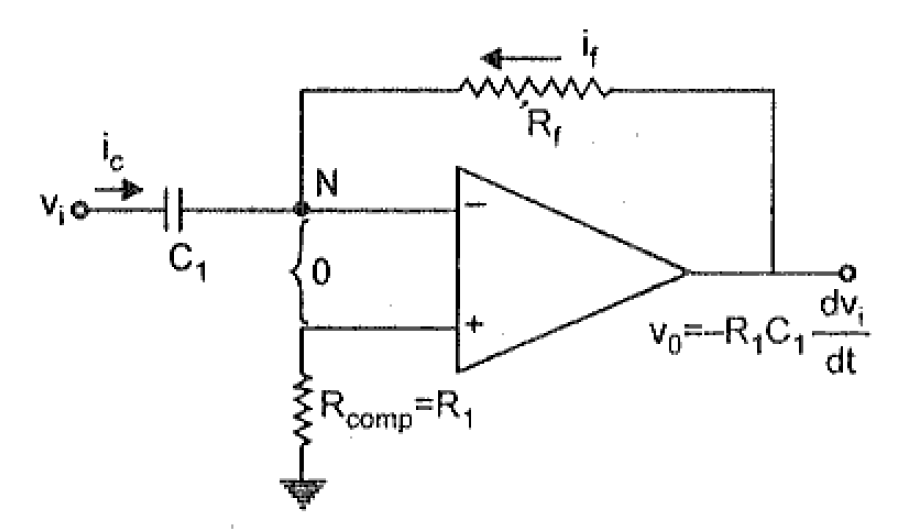 i_f
R_f
i_c
N
v_i
−
C_1
0
+
v_0=–R_1C_1 dv_i/dt
R_comp=R_1